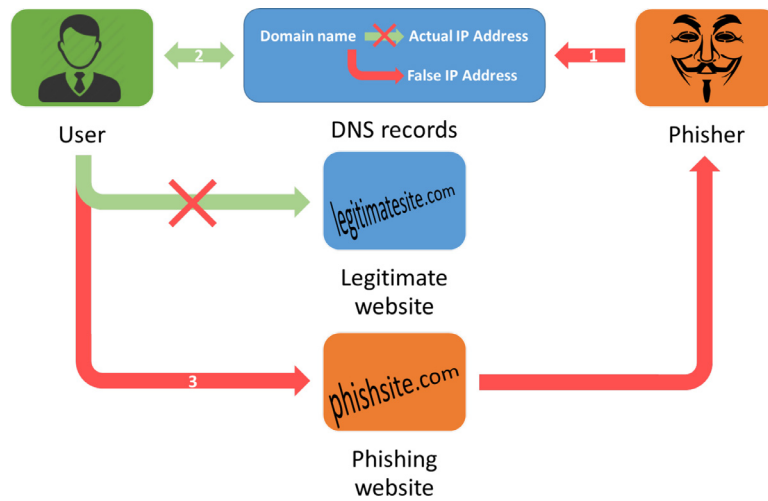 Domain name
Actual IP Address
False IP Address
2
1
User
DNS records
Phisher
legitimatesite.com
Legitimate
website
3
phishsite.com
Phishing
website